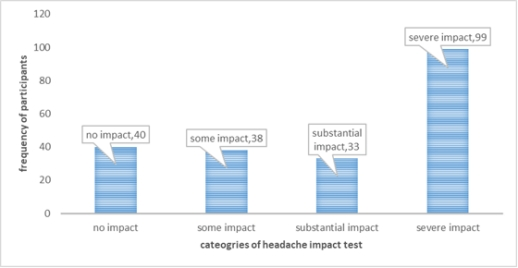 120
100
80
60
40
20
0
frequency of participants
no impact,40
some impact,38
substantial
impact,33
severe impact,99
no impact
some impact
substantial impact
severe impact
cateogries of headache impact test